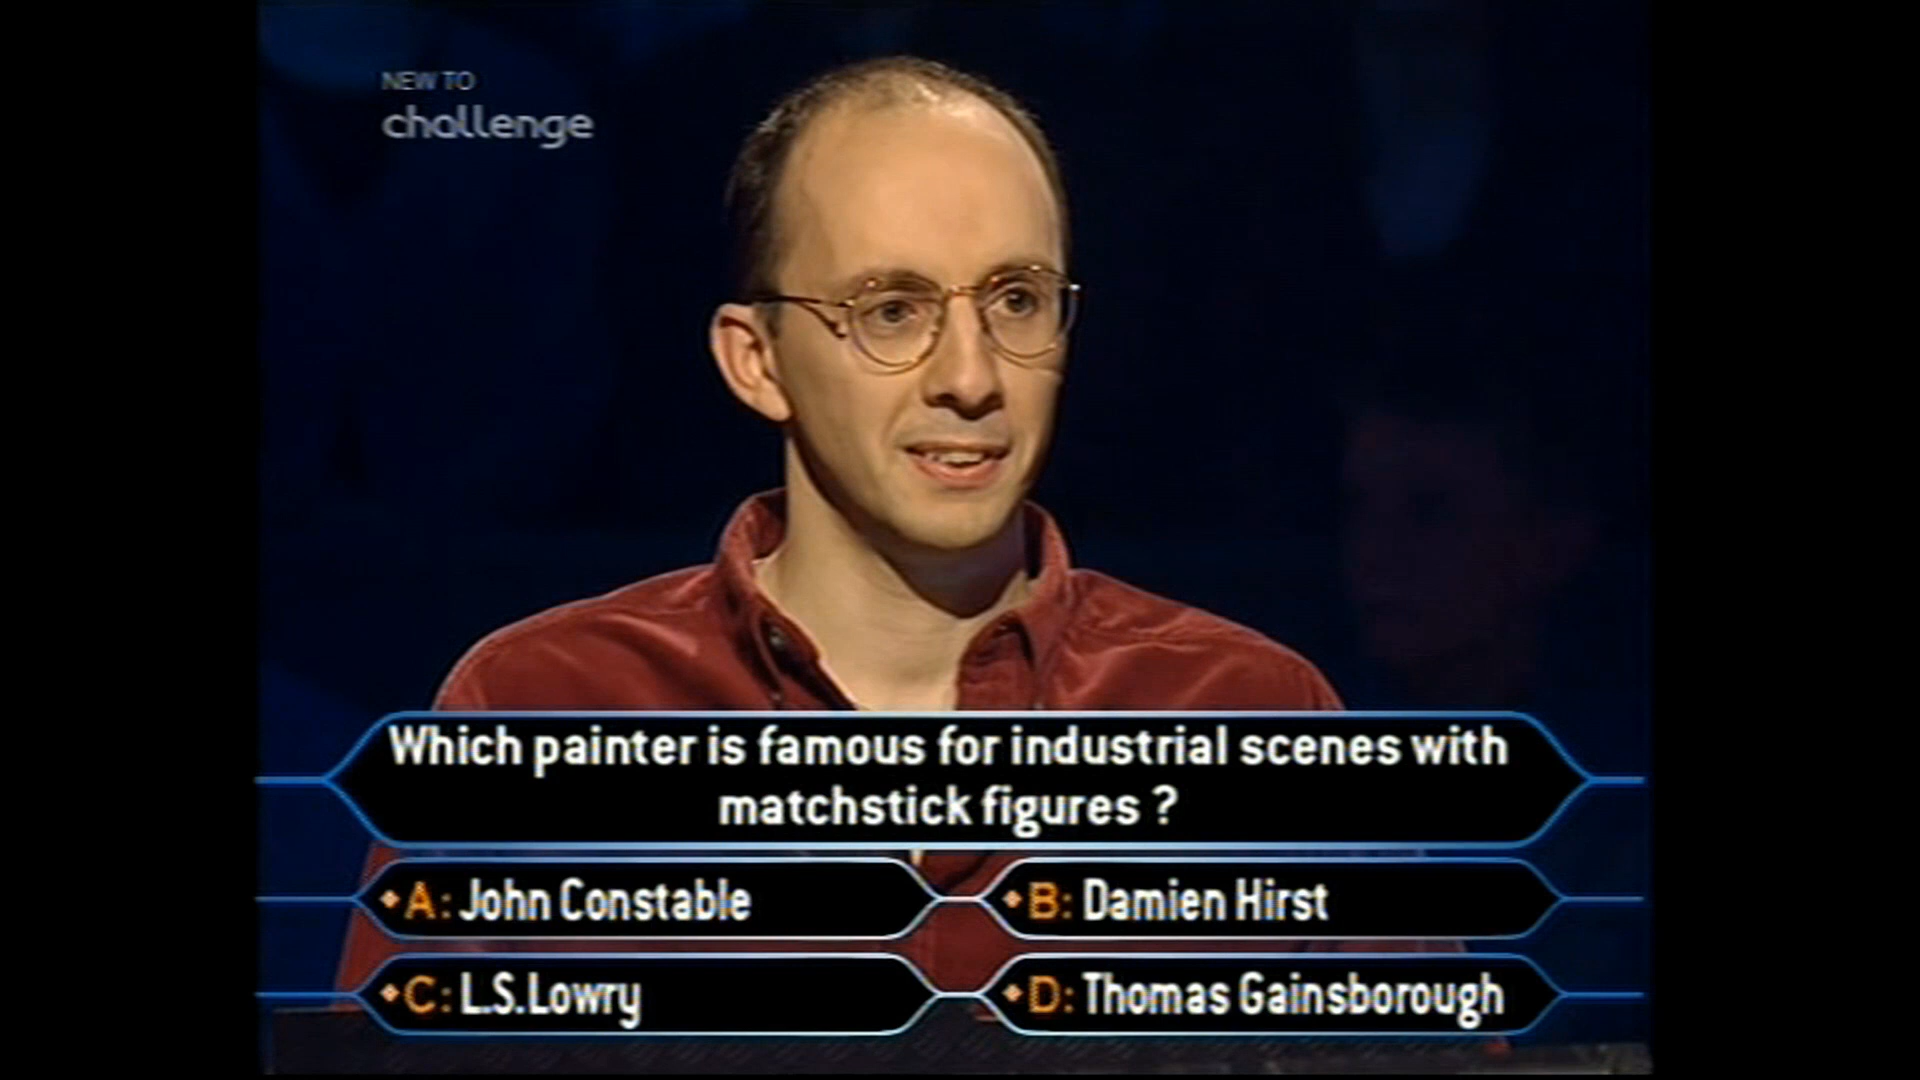 NEW TO
challenge
Which painter is famous for industrial scenes with
matchstick figures ?
A: John Constable
B: Damien Hirst
C: L.S.Lowry
D: Thomas Gainsborough